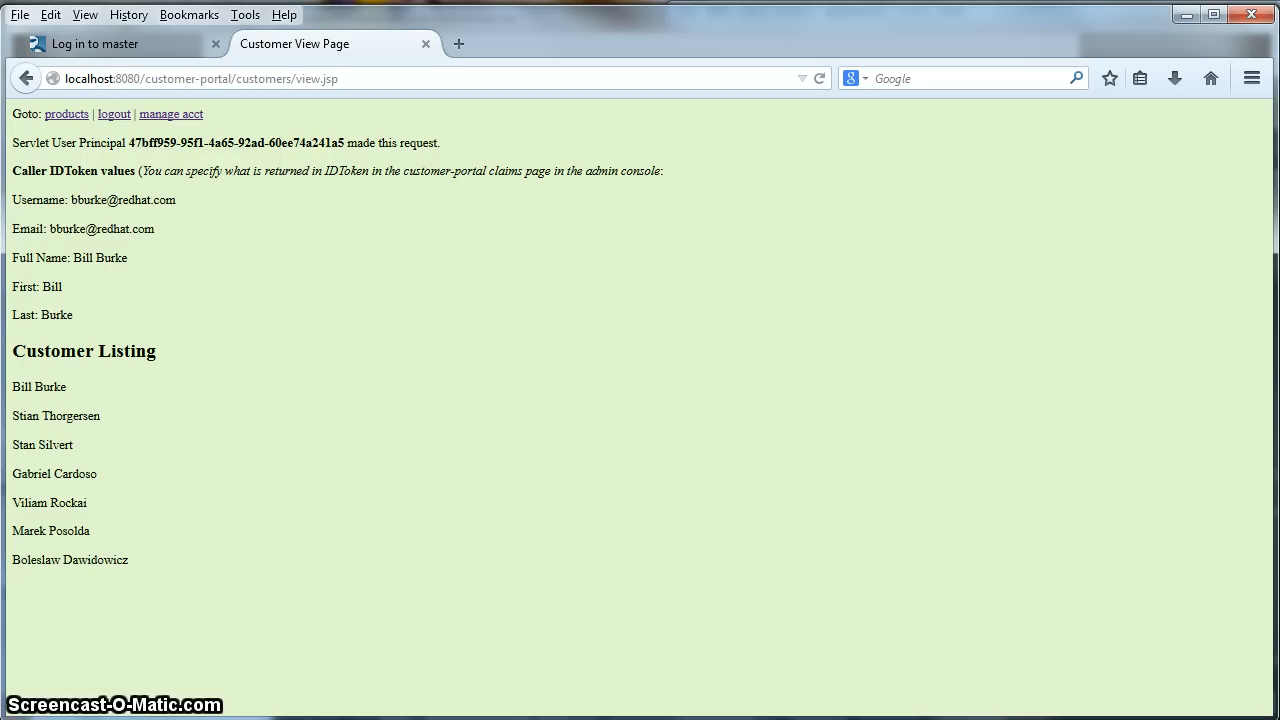 File Edit View History Bookmarks Tools Help
Log in to master
Customer View Page
localhost:8080/customer-portal/customers/view.jsp
8 Google
Goto: products | logout | manage acct
Servlet User Principal 47bff959-95f1-4a65-92ad-60ee74a241a5 made this request.
Caller IDToken values (You can specify what is returned in IDToken in the customer-portal claims page in the admin console:
Username: bburke@redhat.com
Email: bburke@redhat.com
Full Name: Bill Burke
First: Bill
Last: Burke
Customer Listing
Bill Burke
Stian Thorgersen
Stan Silvert
Gabriel Cardoso
Viliam Rockai
Marek Posolda
Boleslaw Dawidowicz
Screencast-O-Matic.com